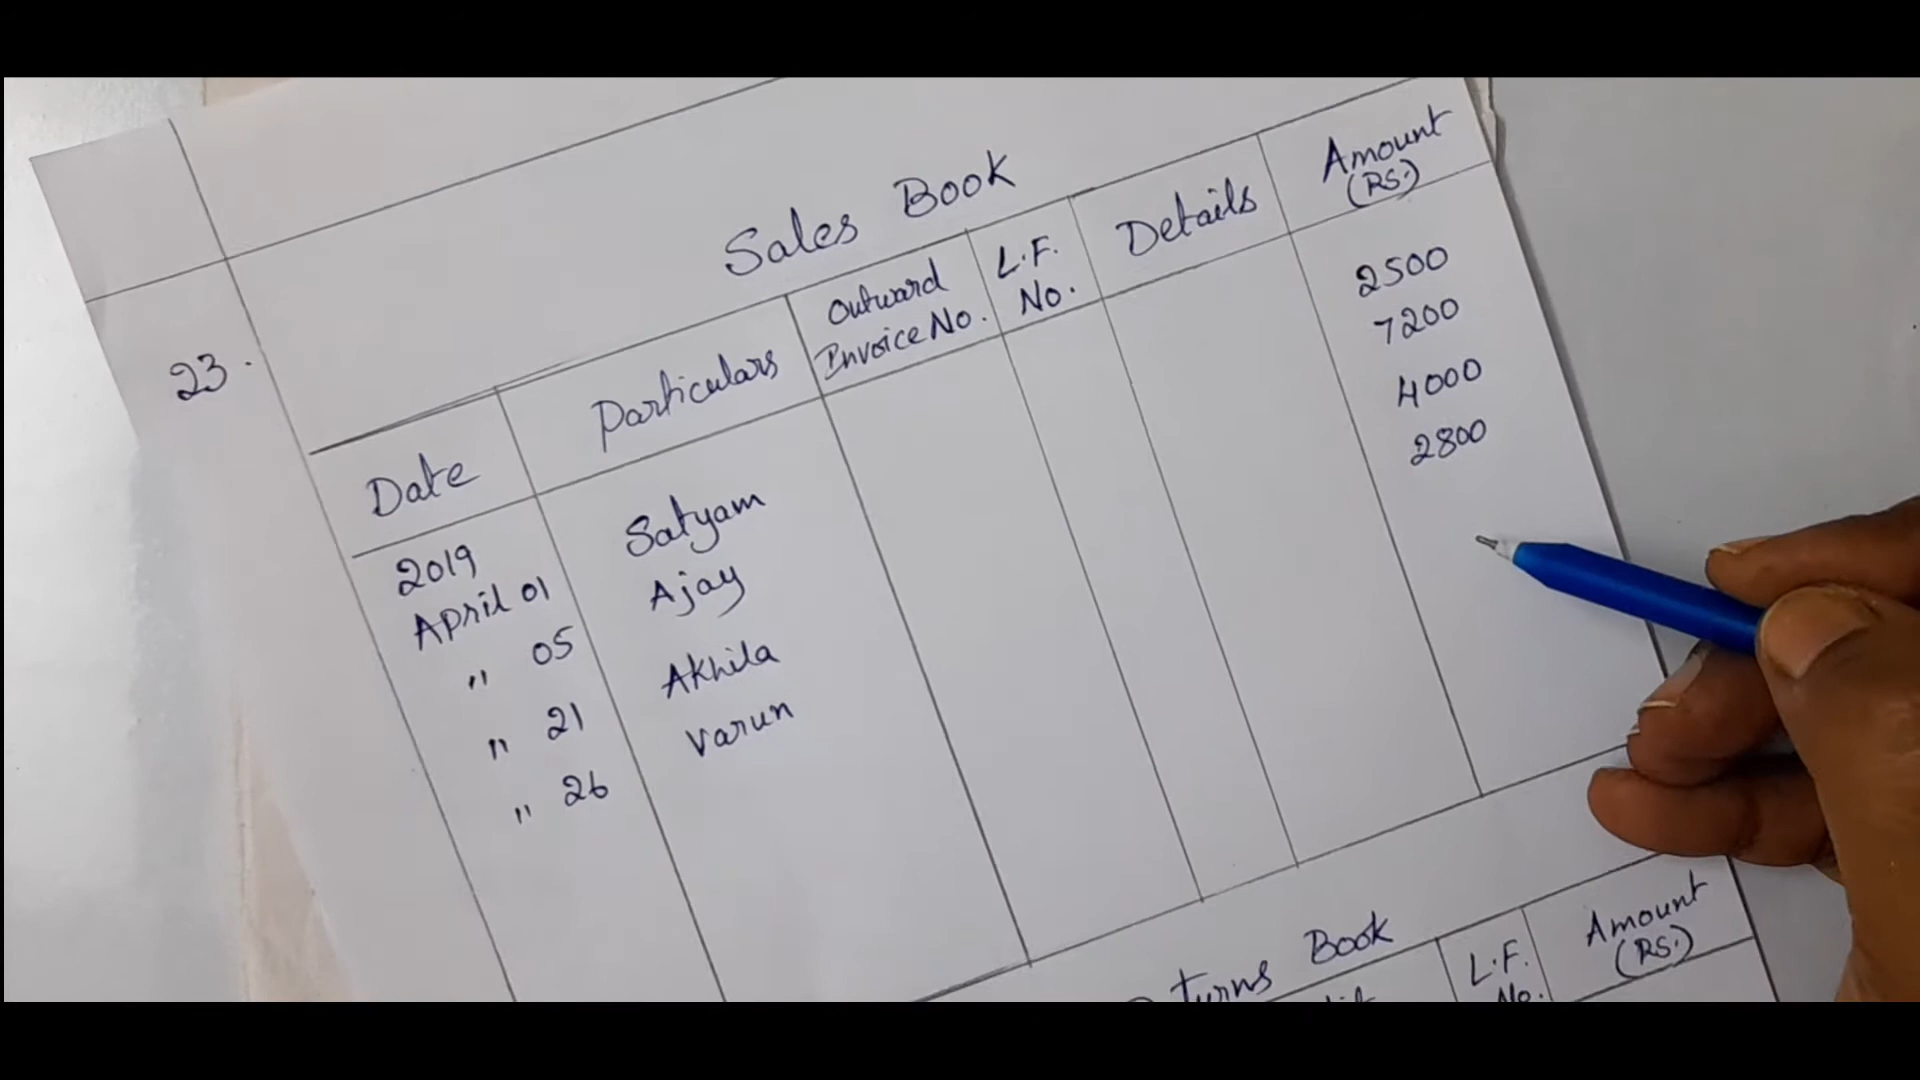 Sales Book
23.
Date Particulars Outward Invoice No. L.F. No. Details Amount (RS.)
2019
April 01 Satyam 2500
" 05 Ajay 7200
" 21 Akhila 4000
" 26 Varun 2800
Book
L.F. No. Amount (RS.)